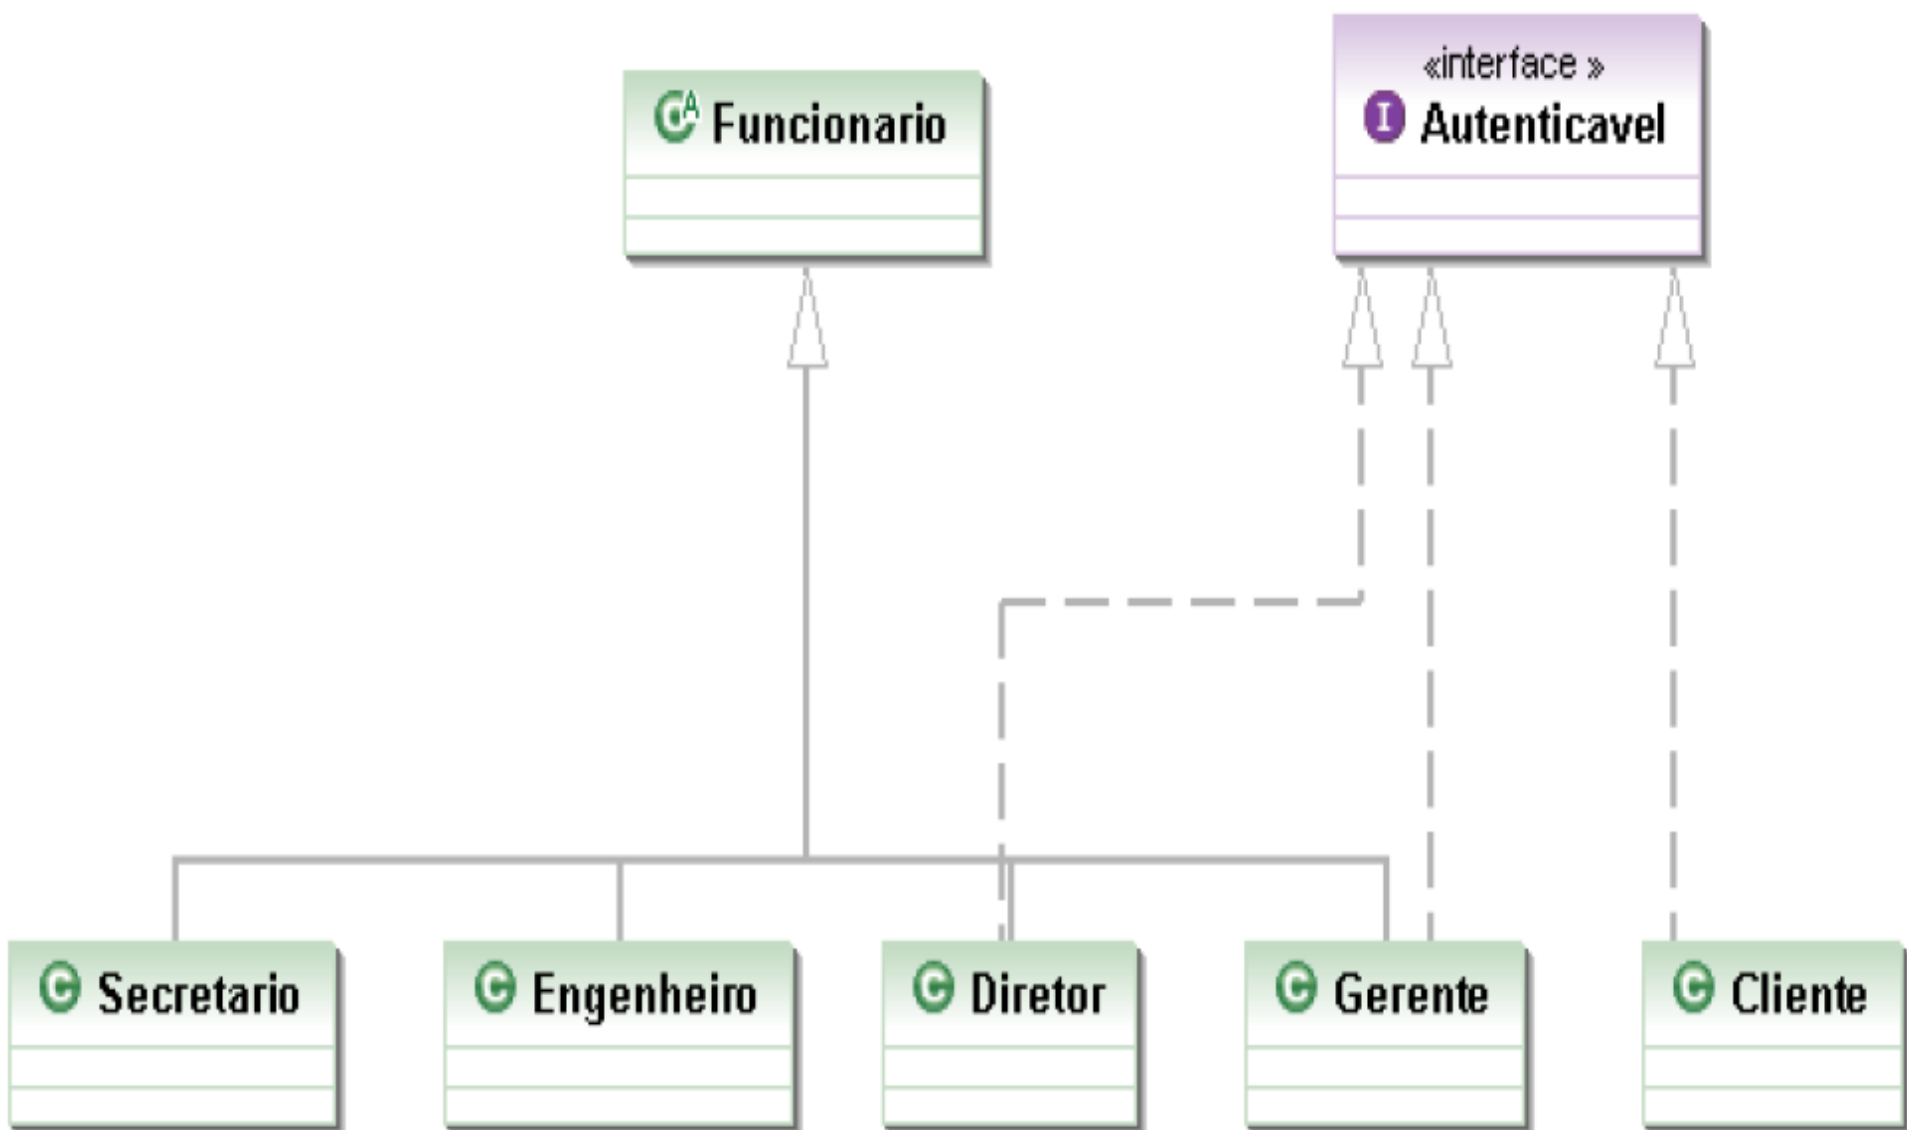 «interface »
Funcionario
Autenticavel
Secretario
Engenheiro
Diretor
Gerente
Cliente